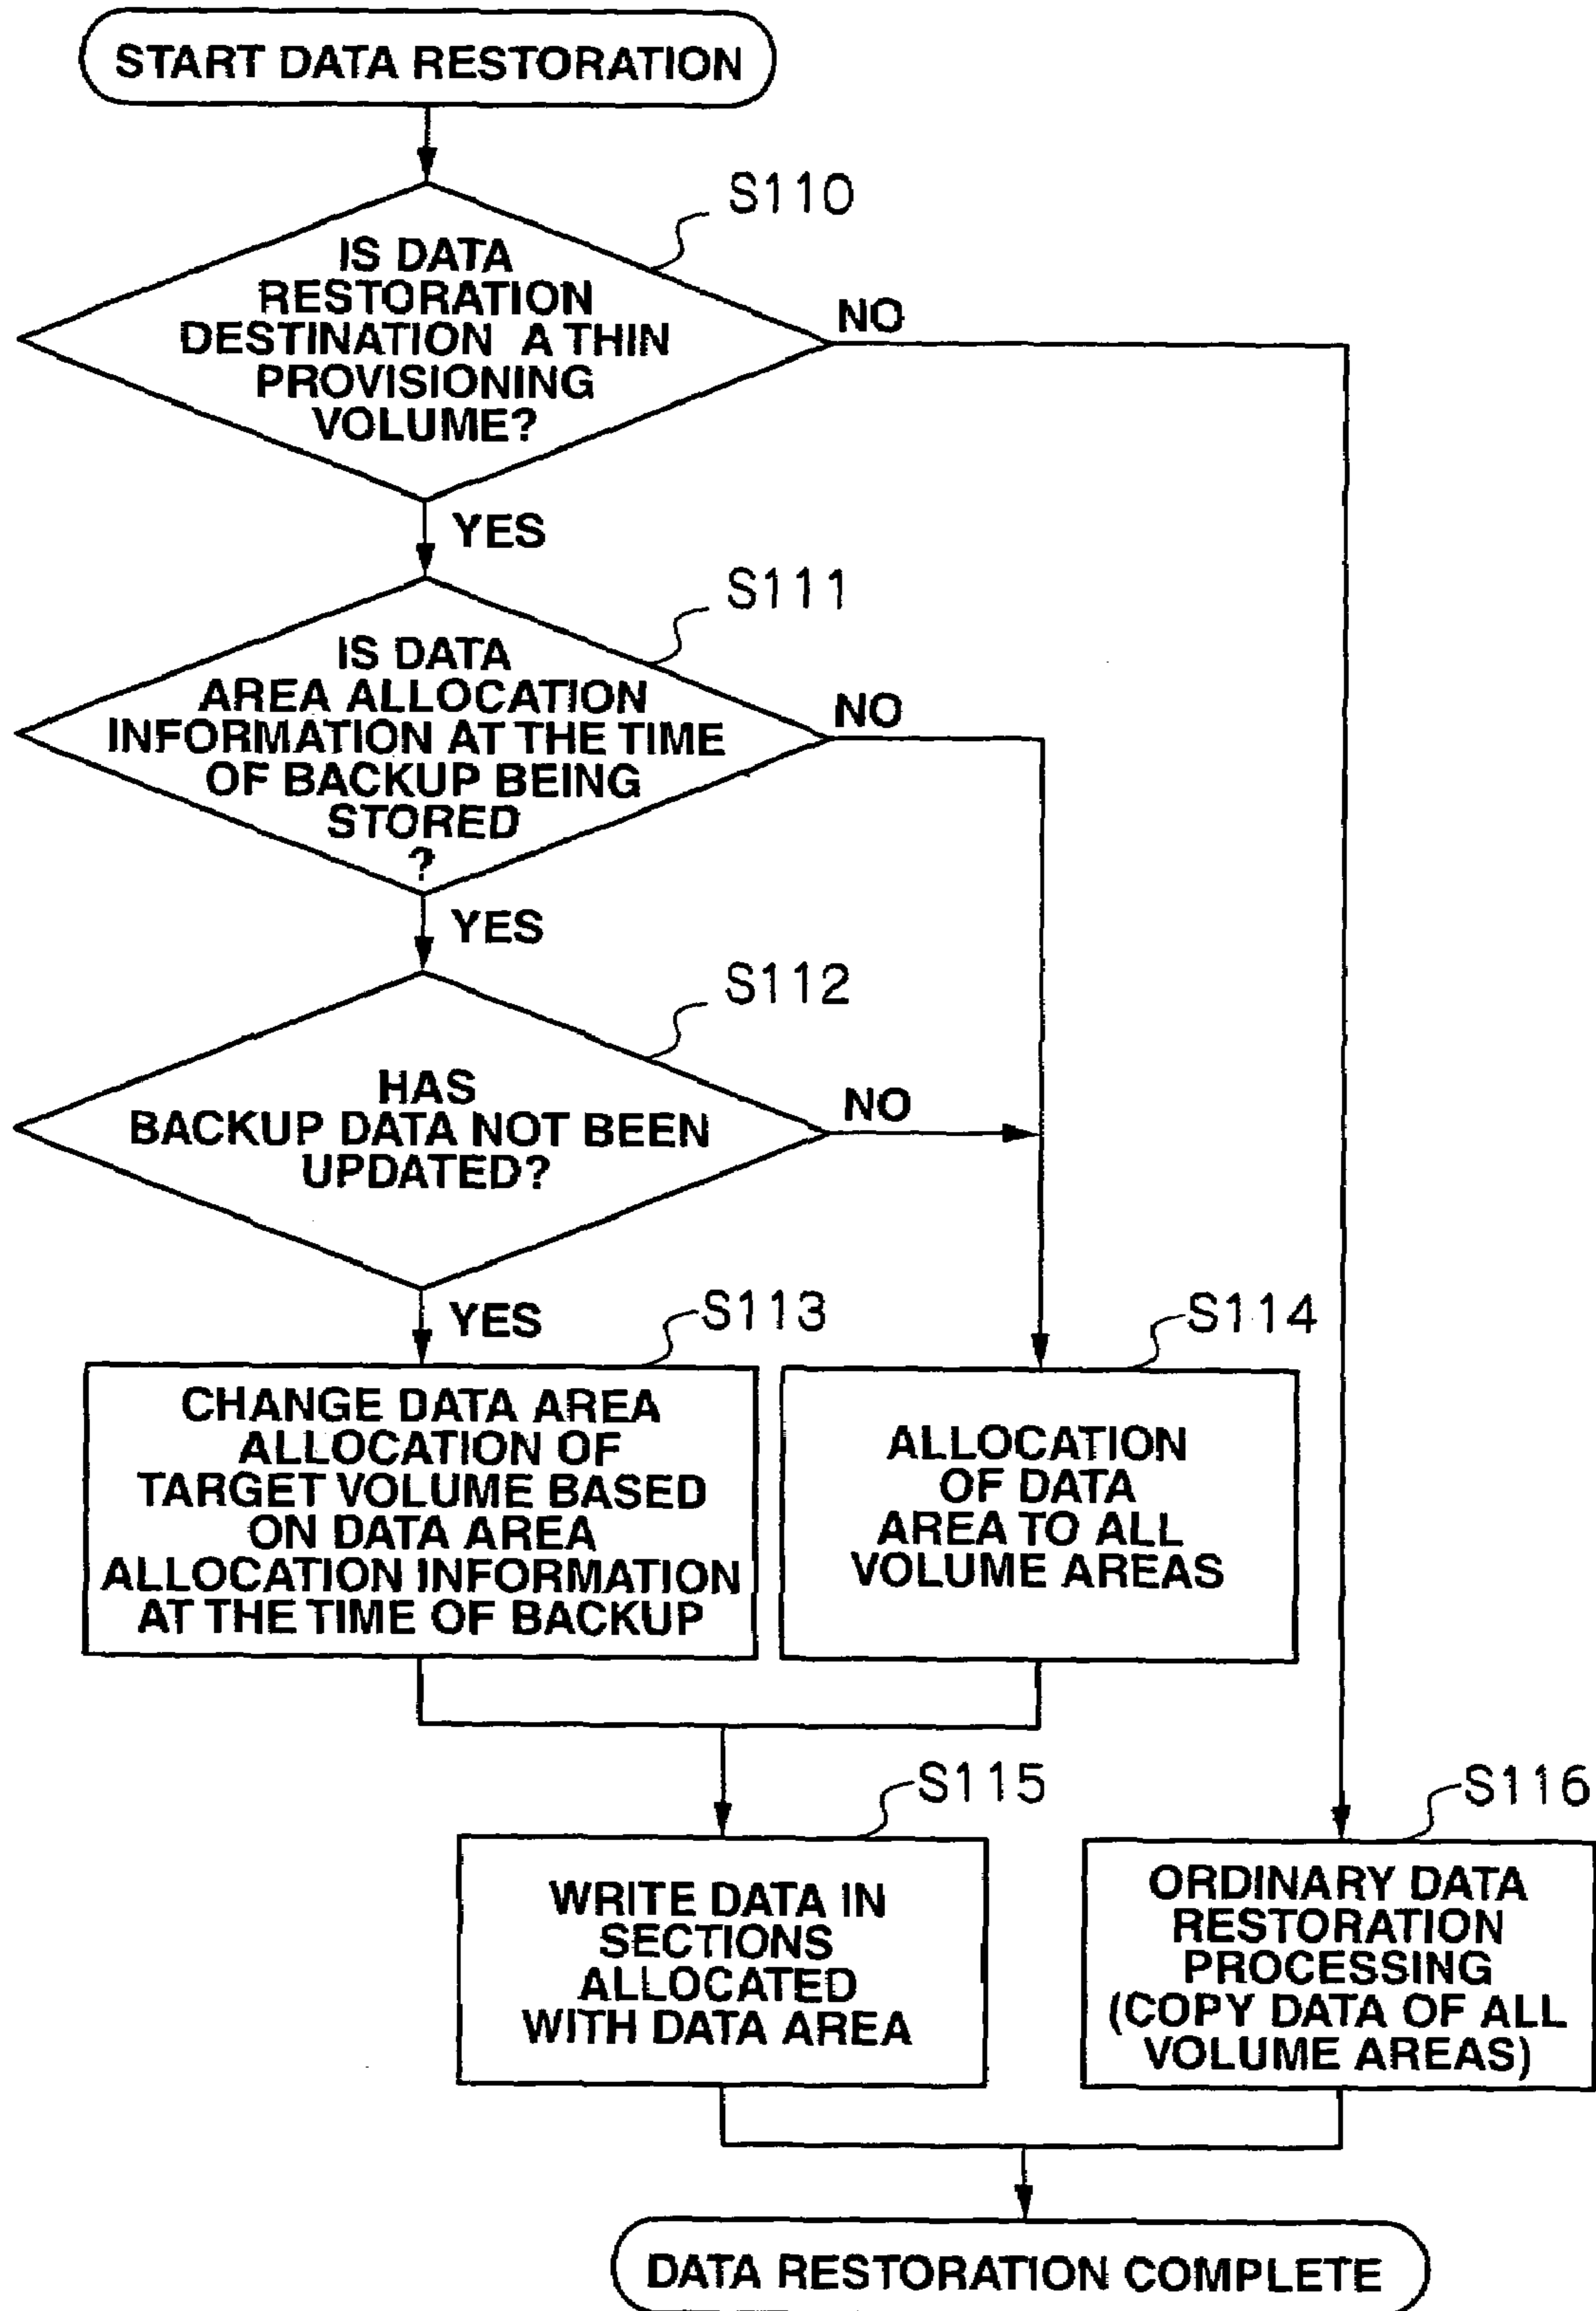 START DATA RESTORATION
S110
IS DATA
RESTORATION
DESTINATION A THIN
PROVISIONING
VOLUME?
NO
YES
S111
IS DATA
AREA ALLOCATION
INFORMATION AT THE TIME
OF BACKUP BEING
STORED
?
NO
YES
S112
HAS
BACKUP DATA NOT BEEN
UPDATED?
NO
YES
S113
CHANGE DATA AREA
ALLOCATION OF
TARGET VOLUME BASED
ON DATA AREA
ALLOCATION INFORMATION
AT THE TIME OF BACKUP
S114
ALLOCATION
OF DATA
AREA TO ALL
VOLUME AREAS
S115
WRITE DATA IN
SECTIONS
ALLOCATED
WITH DATA AREA
S116
ORDINARY DATA
RESTORATION
PROCESSING
(COPY DATA OF ALL
VOLUME AREAS)
DATA RESTORATION COMPLETE